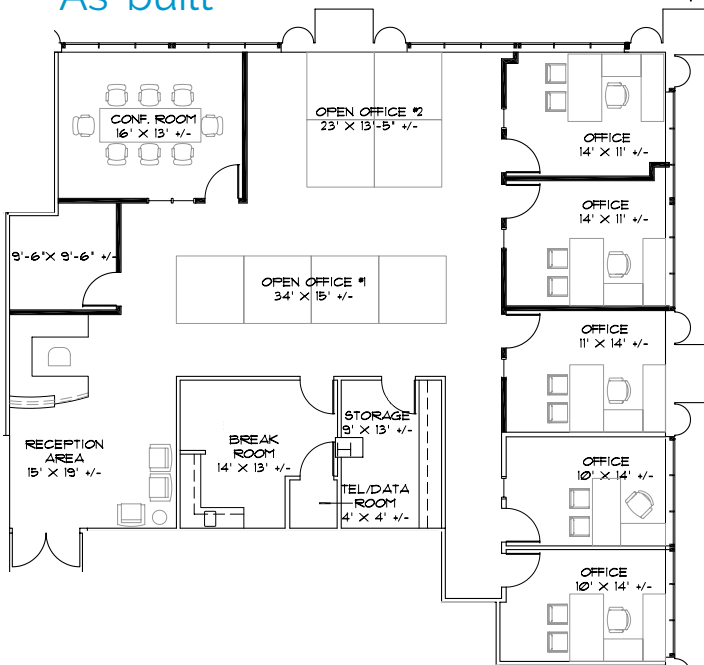 As-built
CONF. ROOM
16' X 13' +/-
OPEN OFFICE #2
23' X 13'-5" +/-
OFFICE
14' X 11' +/-
OFFICE
14' X 11' +/-
9'-6"X 9'-6" +/-
OPEN OFFICE #1
34' X 15' +/-
OFFICE
11' X 14' +/-
RECEPTION
AREA
15' X 19' +/-
BREAK
ROOM
14' X 13' +/-
STORAGE
9' X 13' +/-
TEL/DATA
ROOM
4' X 4' +/-
OFFICE
10' X 14' +/-
OFFICE
10' X 14' +/-